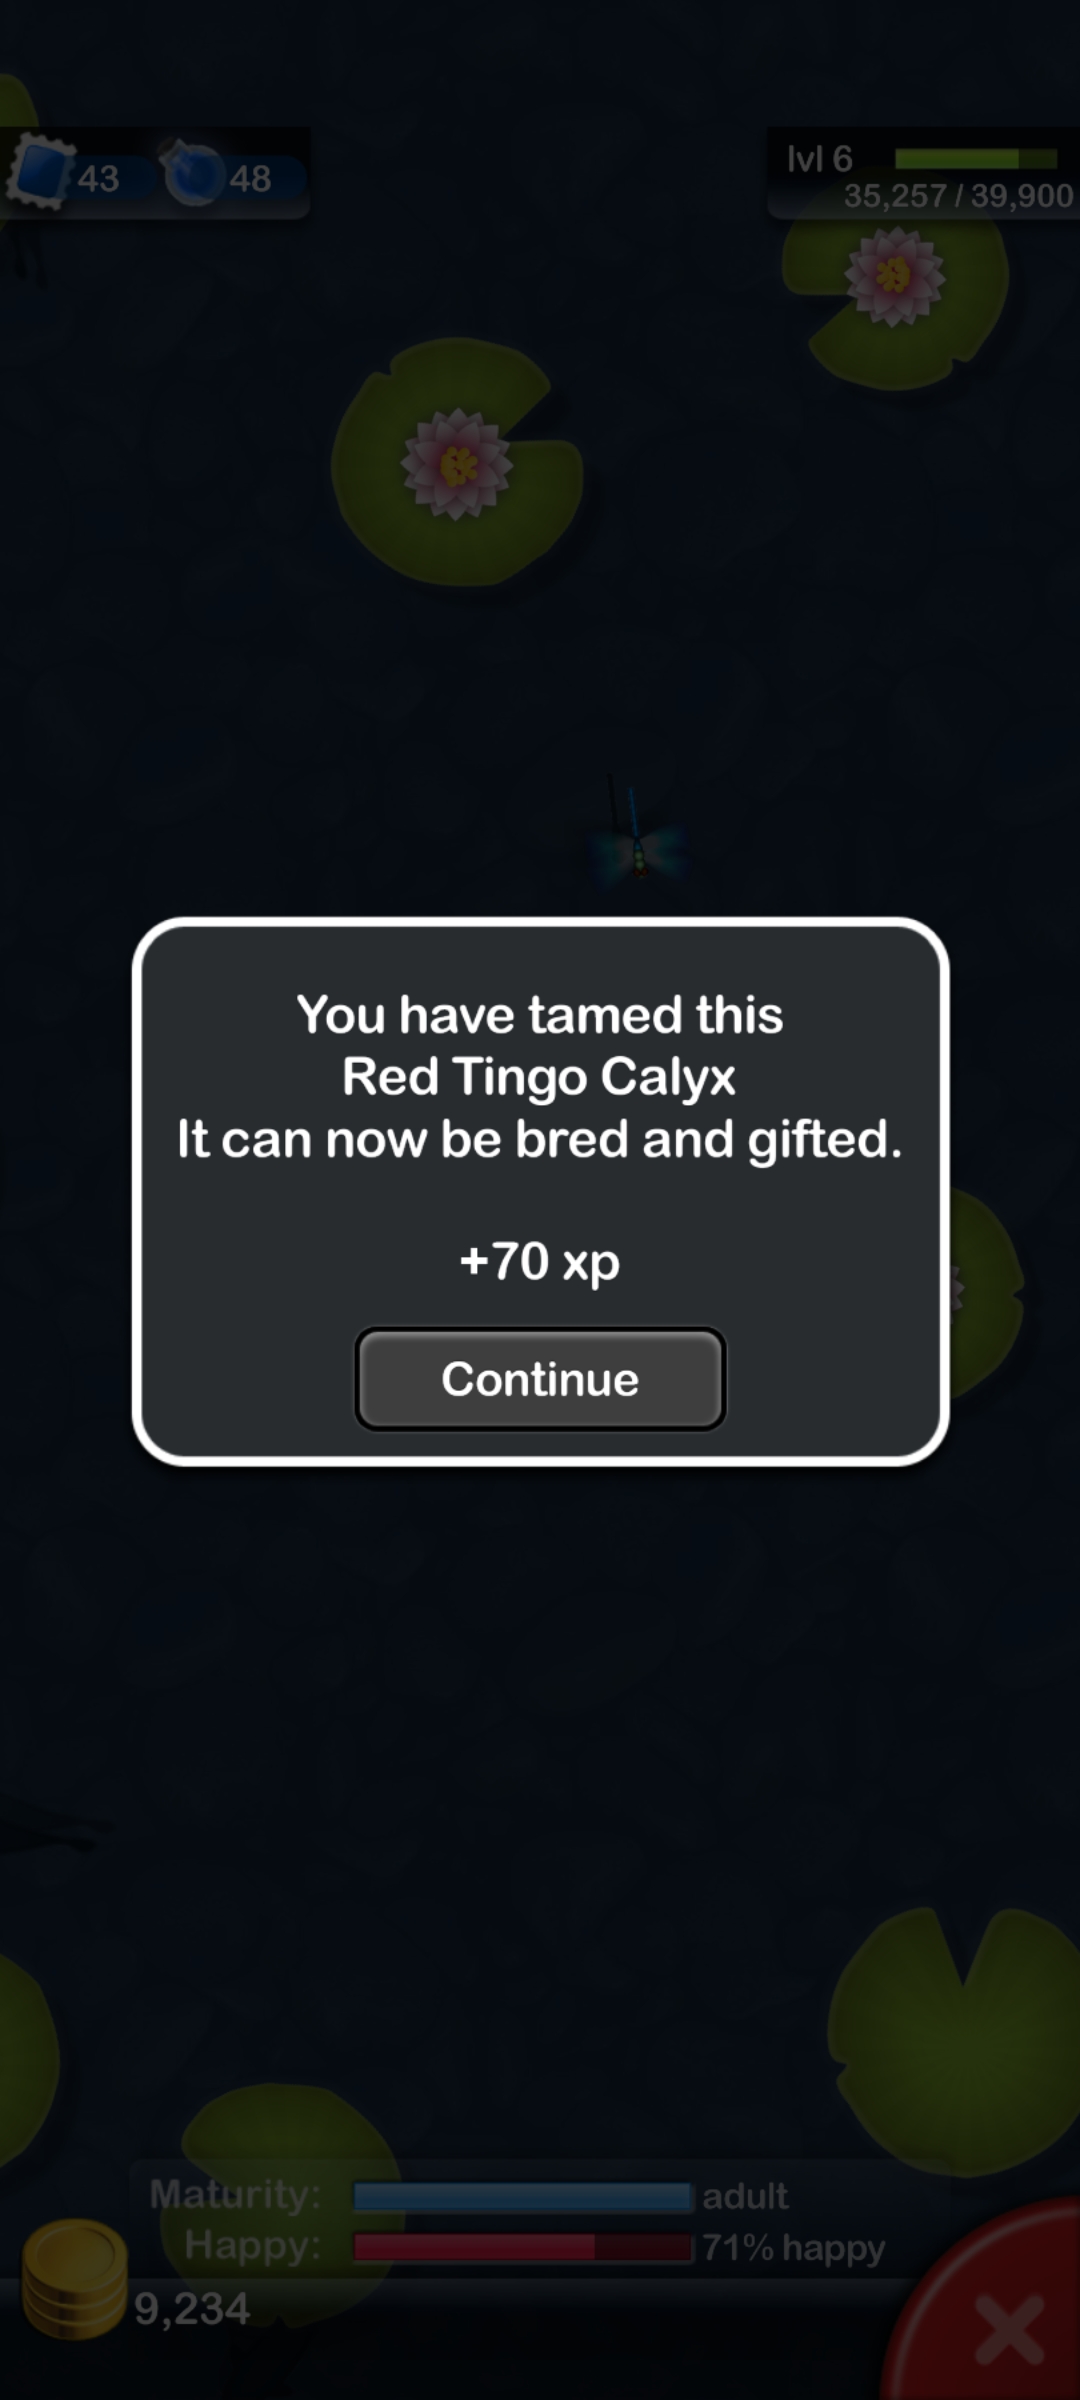 43 48
lvl 6
35,257 / 39,900
You have tamed this
Red Tingo Calyx
It can now be bred and gifted.
+70 xp
Continue
Maturity: adult
Happy: 71% happy
9,234